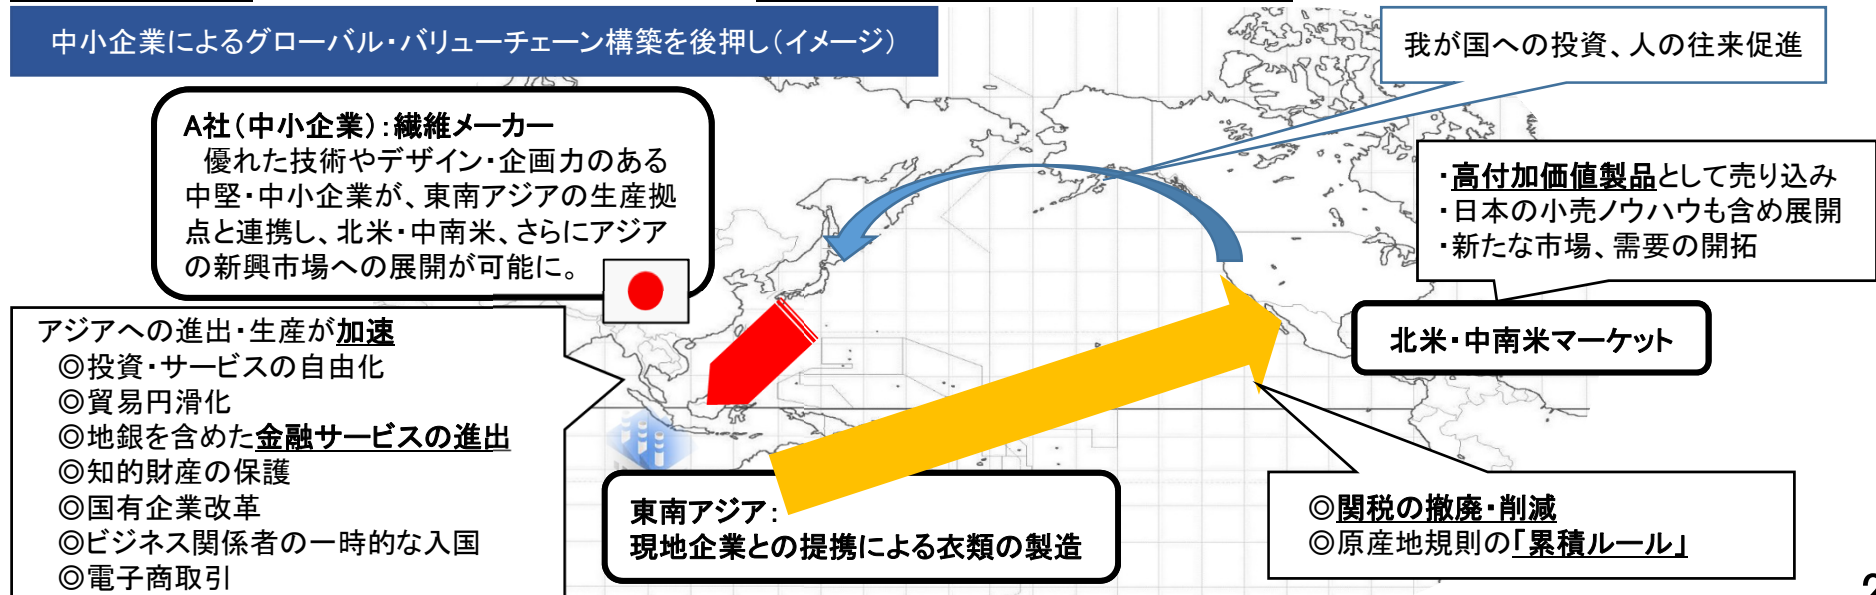 中小企業によるグローバル・バリューチェーン構築を後押し（イメージ）
我が国への投資、人の往来促進
A社（中小企業）：繊維メーカー
優れた技術やデザイン・企画力のある
中堅・中小企業が、東南アジアの生産拠
点と連携し、北米・中南米、さらにアジア
の新興市場への展開が可能に。
・高付加価値製品として売り込み
・日本の小売ノウハウも含め展開
・新たな市場、需要の開拓
北米・中南米マーケット
アジアへの進出・生産が加速
◎投資・サービスの自由化
◎貿易円滑化
◎地銀を含めた金融サービスの進出
◎知的財産の保護
◎国有企業改革
◎ビジネス関係者の一時的な入国
◎電子商取引
東南アジア：
現地企業との提携による衣類の製造
◎関税の撤廃・削減
◎原産地規則の「累積ルール」